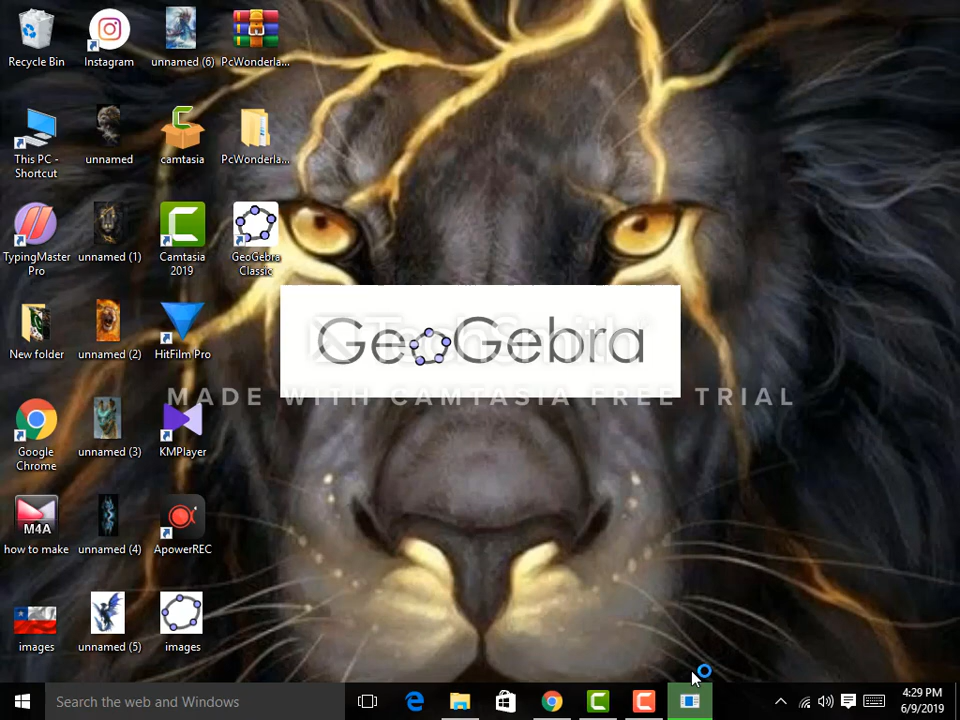 Recycle Bin
Instagram
unnamed (6)
PcWonderla...
This PC - Shortcut
unnamed
camtasia
PcWonderla...
TypingMaster Pro
unnamed (1)
Camtasia 2019
GeoGebra Classic
New folder
unnamed (2)
HitFilm Pro
GeoGebra
TechSmith
MADE WITH CAMTASIA FREE TRIAL
Google Chrome
unnamed (3)
KMPlayer
M4A
how to make
unnamed (4)
ApowerREC
images
unnamed (5)
images
Search the web and Windows
4:29 PM
6/9/2019